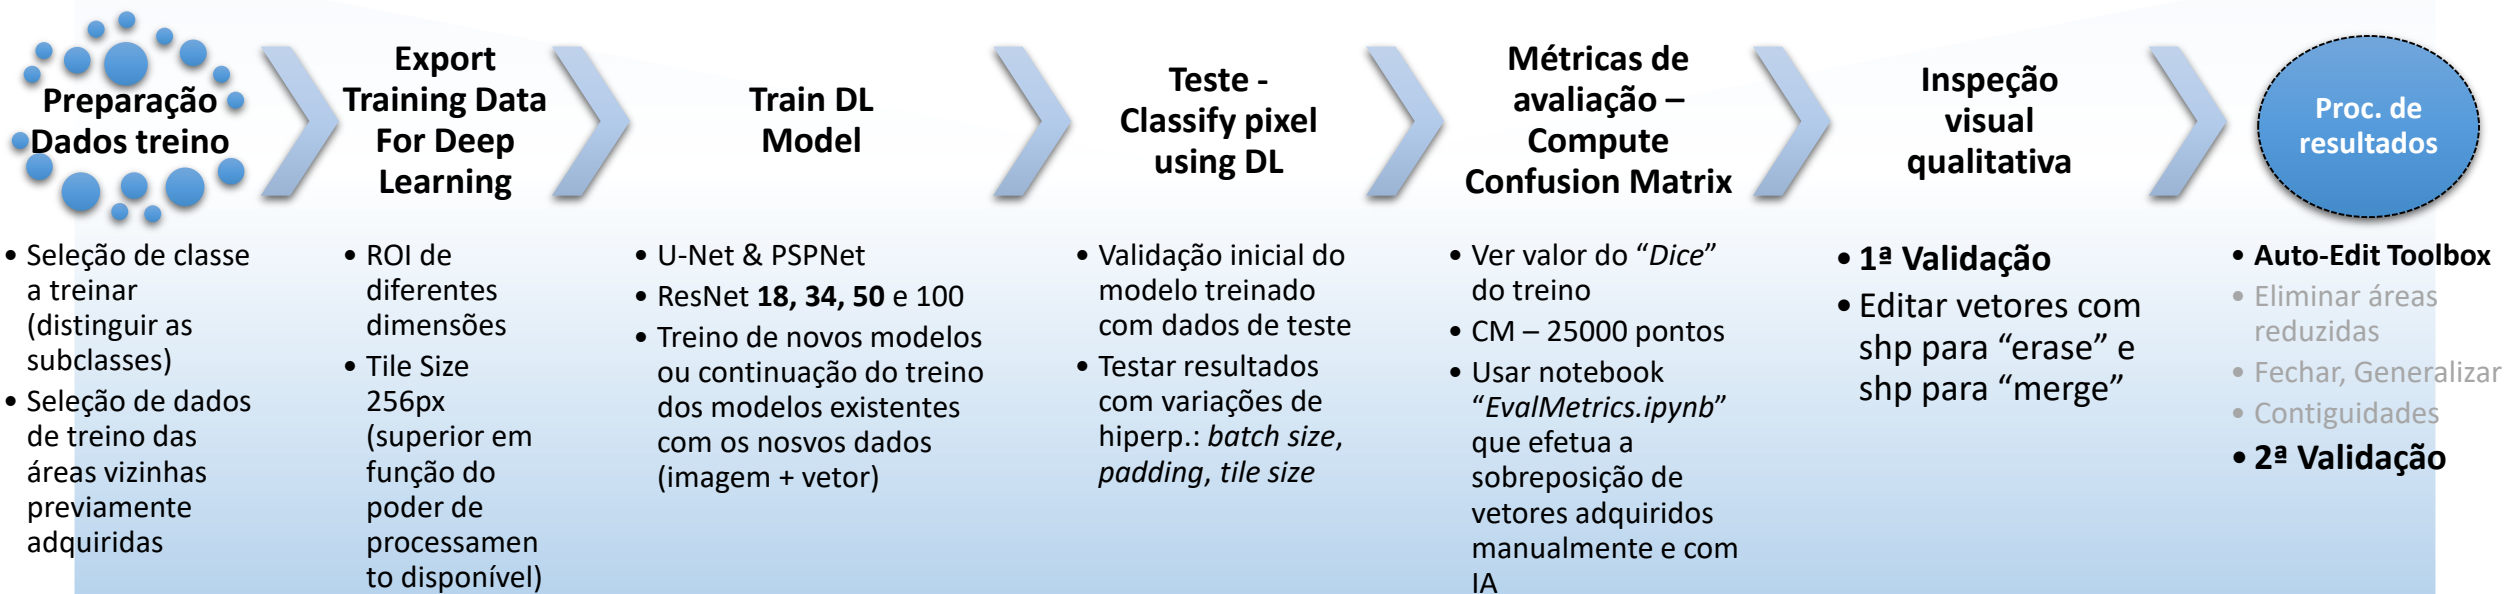 Preparação
Dados treino
• Seleção de classe
a treinar
(distinguir as
subclasses)
• Seleção de dados
de treino das
áreas vizinhas
previamente
adquiridas
Export
Training Data
For Deep
Learning
• ROI de
diferentes
dimensões
• Tile Size
256px
(superior em
função do
poder de
processamen
to disponível)
Train DL
Model
• U-Net & PSPNet
• ResNet 18, 34, 50 e 100
• Treino de novos modelos
ou continuação do treino
dos modelos existentes
com os nosvos dados
(imagem + vetor)
Teste -
Classify pixel
using DL
• Validação inicial do
modelo treinado
com dados de teste
• Testar resultados
com variações de
hiperp.: batch size,
padding, tile size
Métricas de
avaliação –
Compute
Confusion Matrix
• Ver valor do “Dice”
do treino
• CM – 25000 pontos
• Usar notebook
“EvalMetrics.ipynb”
que efetua a
sobreposição de
vetores adquiridos
manualmente e com
IA
Inspeção
visual
qualitativa
• 1ª Validação
• Editar vetores com
shp para “erase” e
shp para “merge”
Proc. de
resultados
• Auto-Edit Toolbox
• Eliminar áreas
reduzidas
• Fechar, Generalizar
• Contiguidades
• 2ª Validação